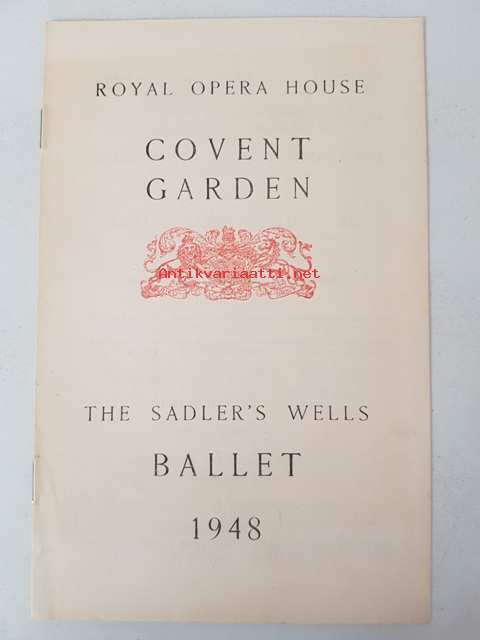 ROYAL OPERA HOUSE
COVENT
GARDEN
Antikvariaatti.net
THE SADLER'S WELLS
BALLET
1948